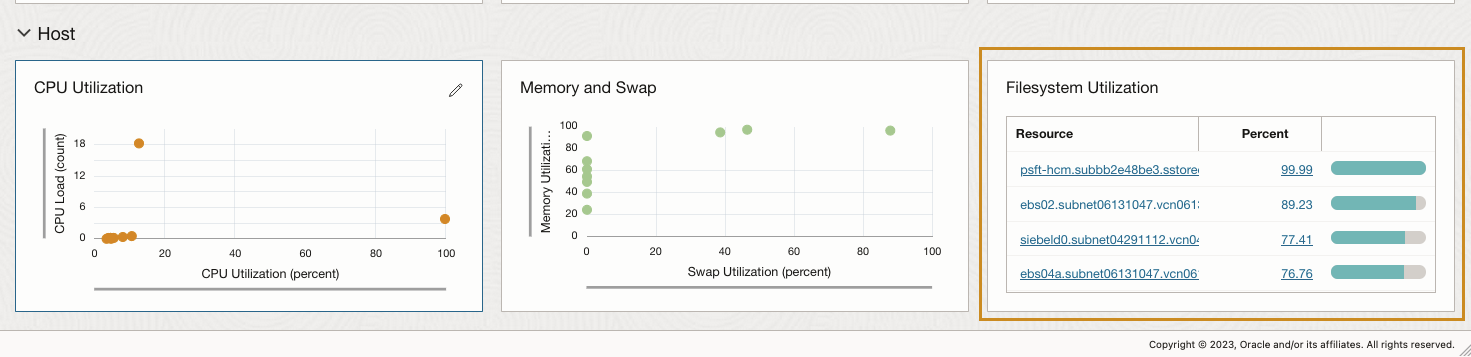 Host
CPU Utilization
CPU Load (count)
18
12
6
0
0 20 40 60 80 100
CPU Utilization (percent)
Memory and Swap
Memory Utilizati...
100
80
60
40
20
0
0 20 40 60 80 100
Swap Utilization (percent)
Filesystem Utilization
Resource Percent
psft-hcm.subbb2e48be3.sstore 99.99
ebs02.subnet06131047.vcn061 89.23
siebeld0.subnet04291112.vcn04 77.41
ebs04a.subnet06131047.vcn06 76.76
Copyright © 2023, Oracle and/or its affiliates. All rights reserved.